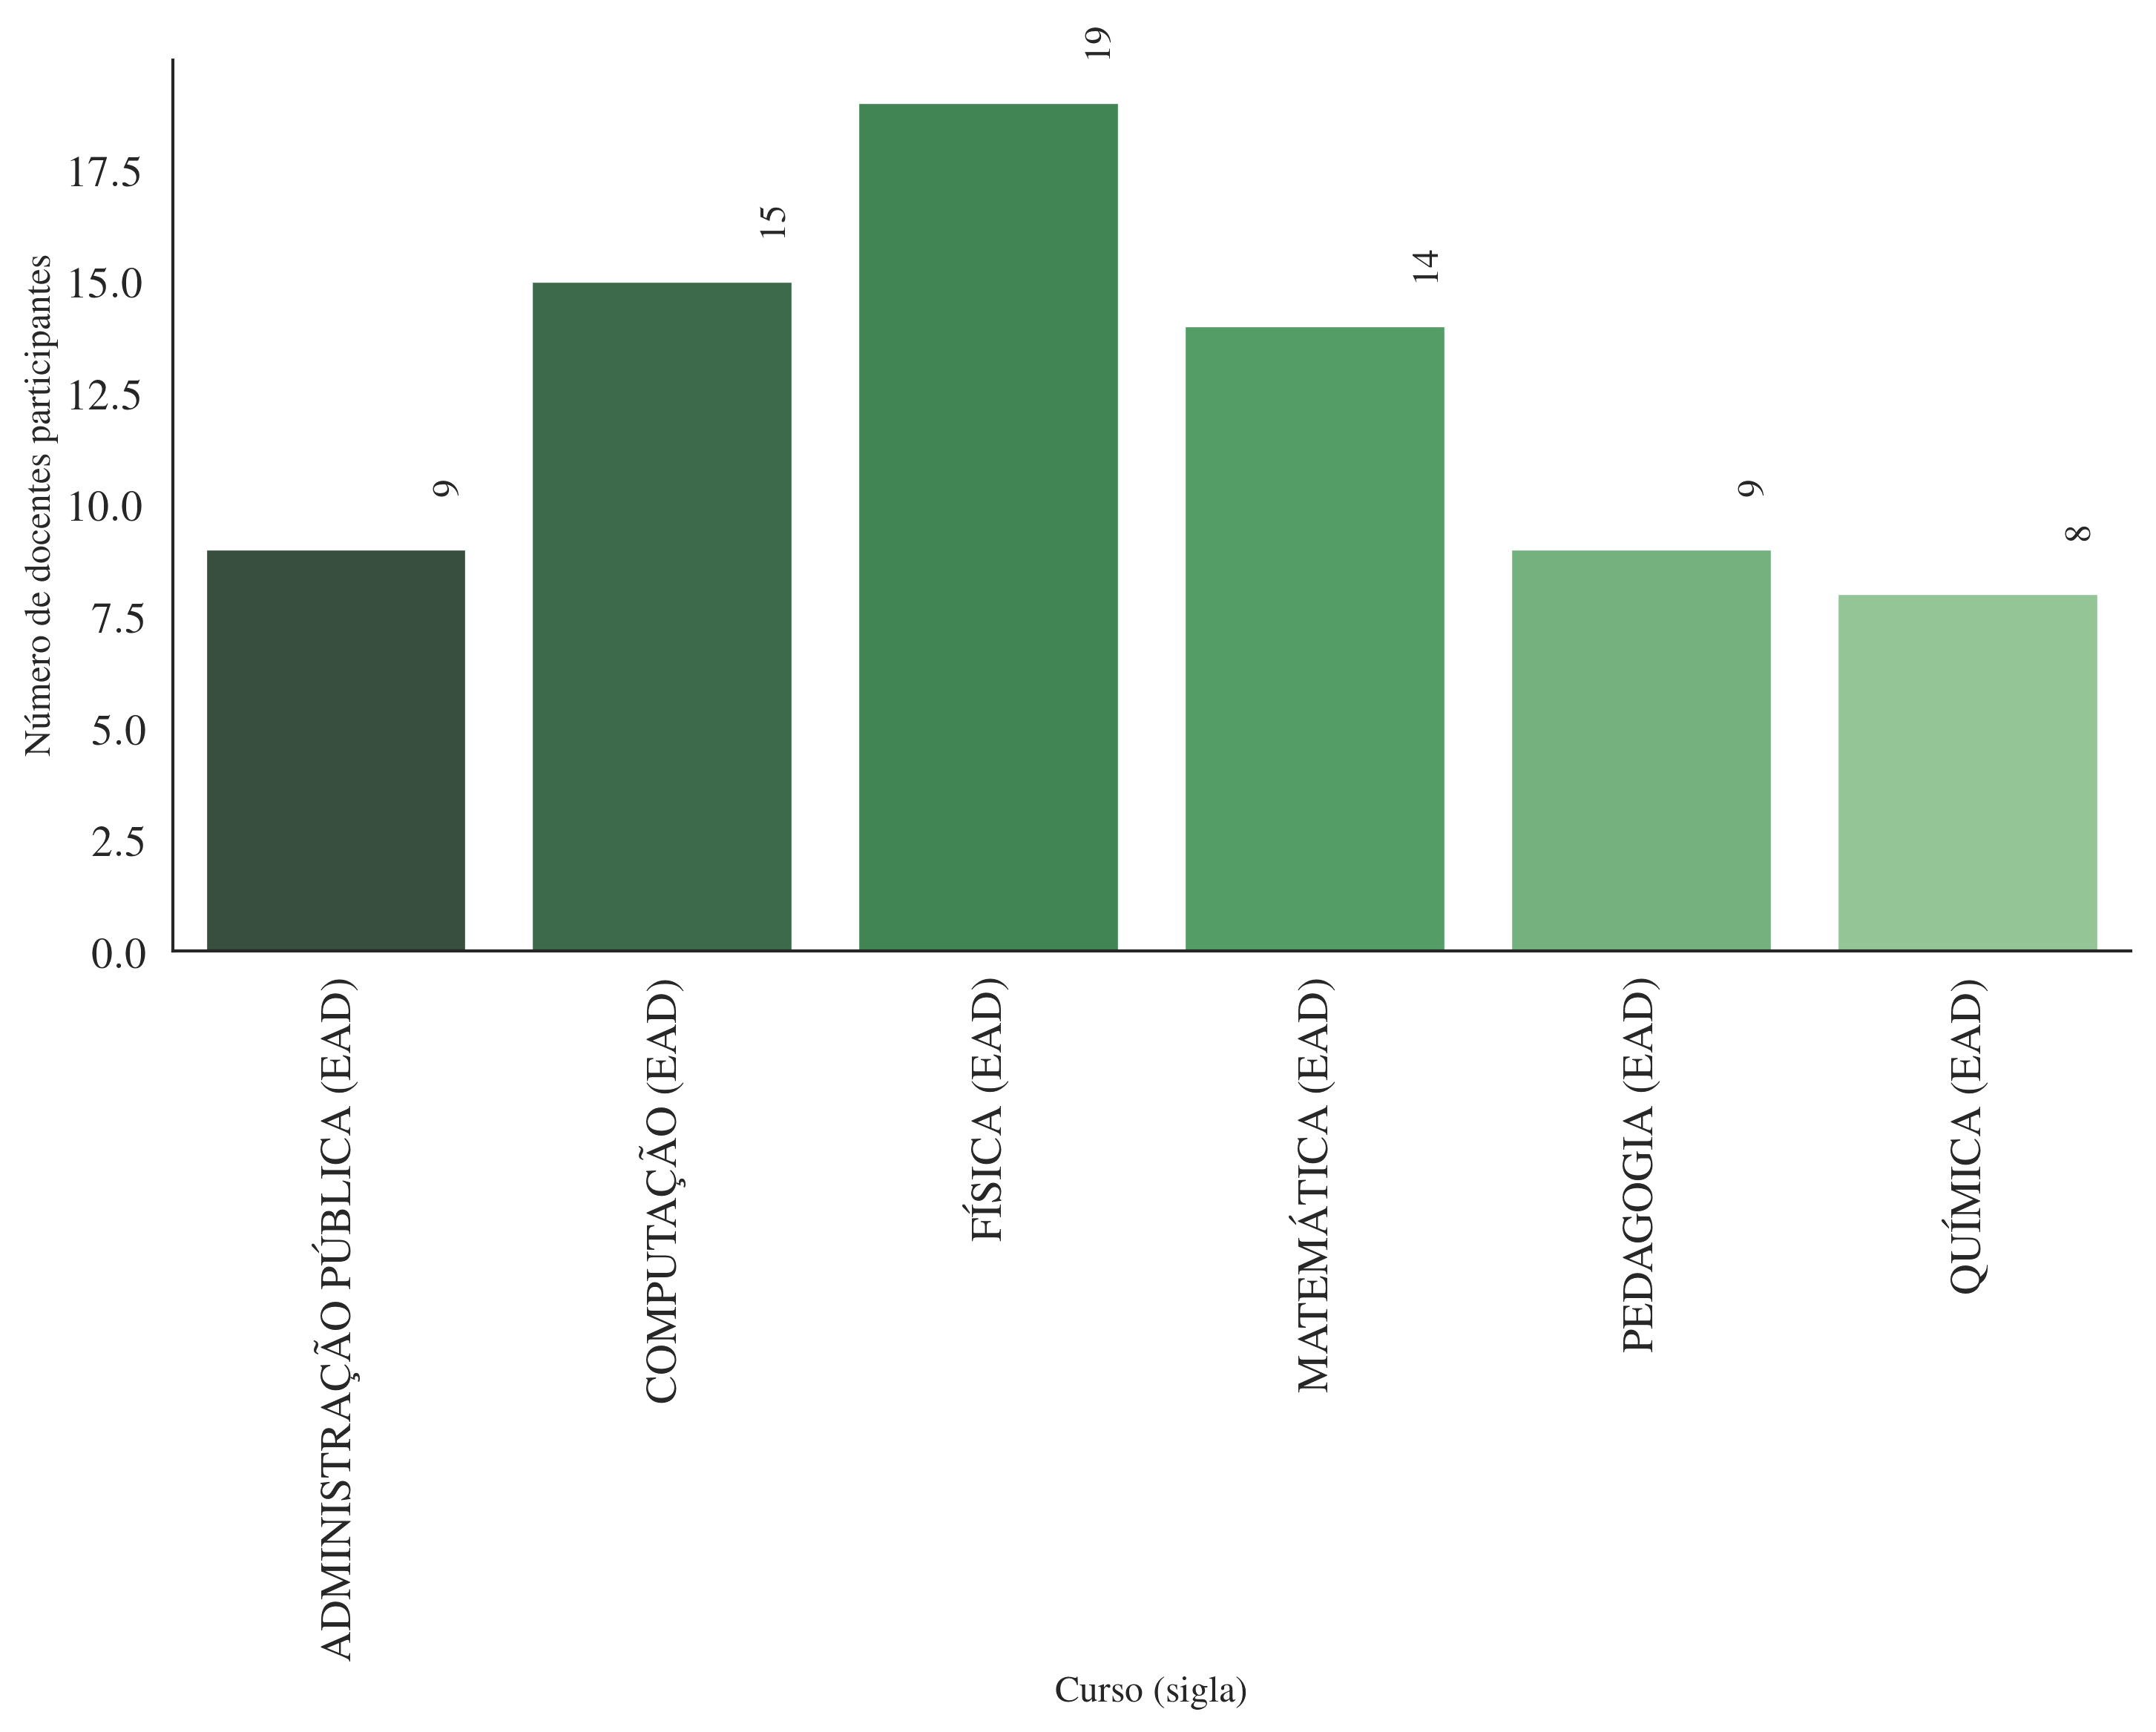 Número de docentes participantes
17.5
15.0
12.5
10.0
7.5
5.0
2.5
0.0
9
15
19
14
9
8
ADMINISTRAÇÃO PÚBLICA (EAD)
COMPUTAÇÃO (EAD)
FÍSICA (EAD)
MATEMÁTICA (EAD)
PEDAGOGIA (EAD)
QUÍMICA (EAD)
Curso (sigla)